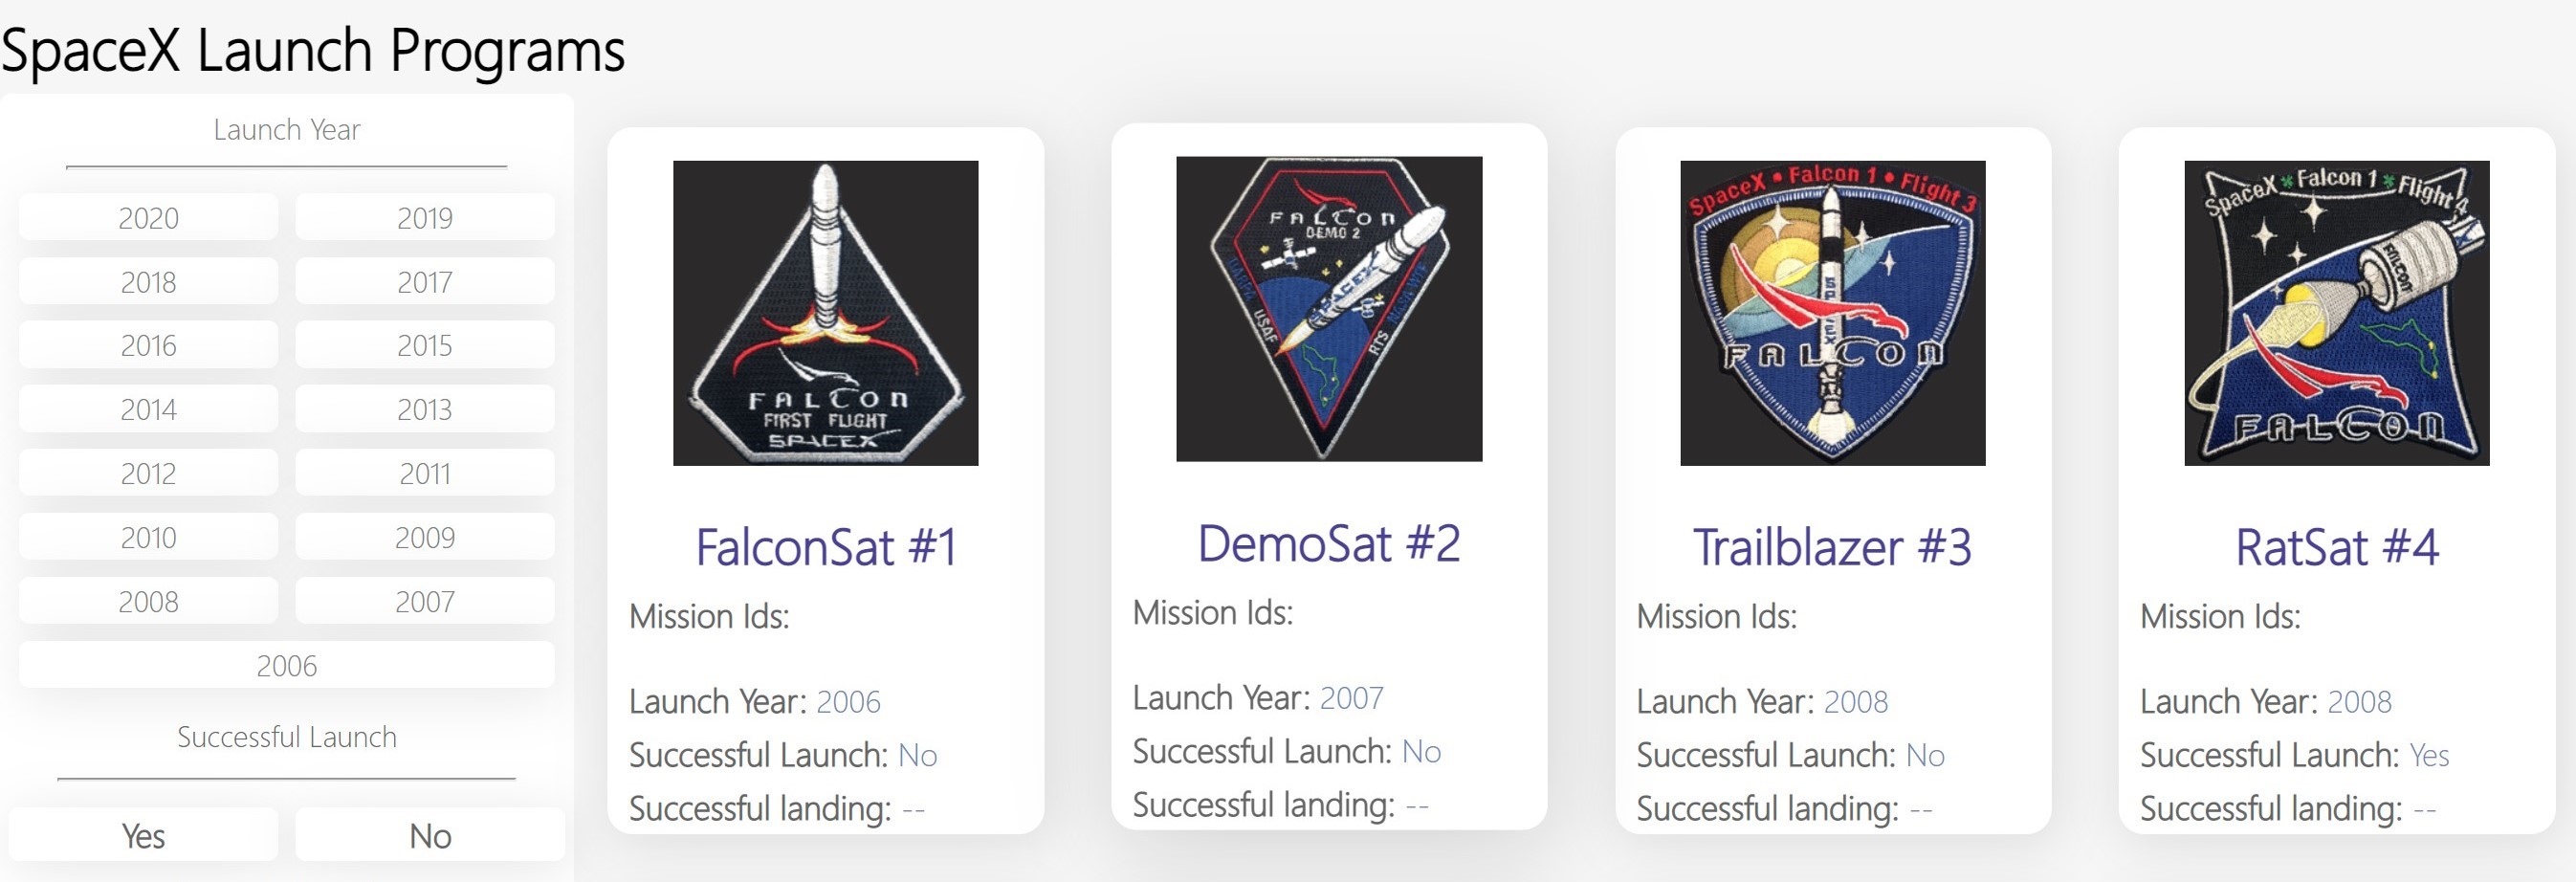 SpaceX Launch Programs
Launch Year
2020 2019
2018 2017
2016 2015
2014 2013
2012 2011
2010 2009
2008 2007
2006
Successful Launch
Yes No
FALCON
FIRST FLIGHT
SPACEX
FalconSat #1
Mission Ids:
Launch Year: 2006
Successful Launch: No
Successful landing: --
FALCON
DEMO 2
SPACEX
DARPA
USAF
RTS
DemoSat #2
Mission Ids:
Launch Year: 2007
Successful Launch: No
Successful landing: --
SpaceX • Falcon 1 • Flight 3
SPACEX
FALCON
Trailblazer #3
Mission Ids:
Launch Year: 2008
Successful Launch: No
Successful landing: --
SpaceX * Falcon 1 * Flight 4
FALCON
FALCON
RatSat #4
Mission Ids:
Launch Year: 2008
Successful Launch: Yes
Successful landing: --